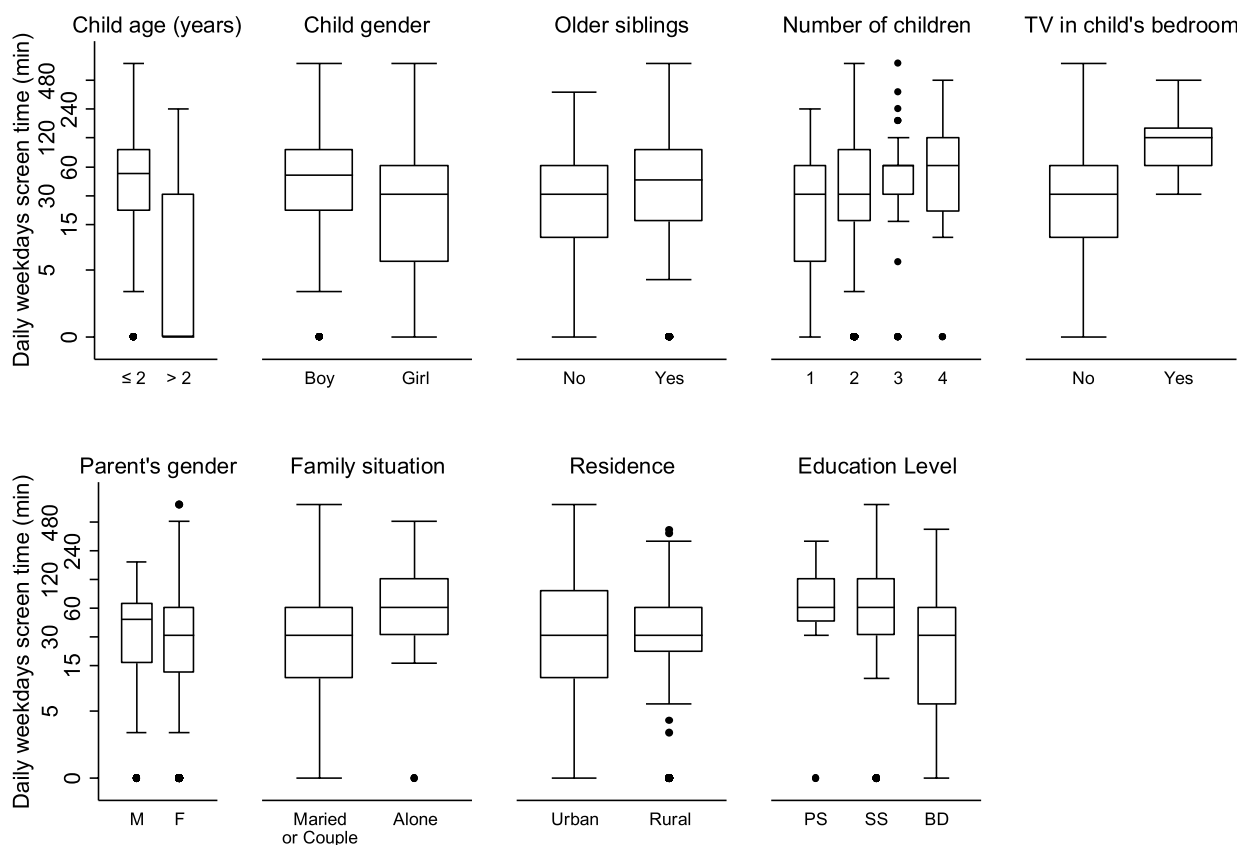 Child age (years) Child gender Older siblings Number of children TV in child's bedroom
Daily weekdays screen time (min)
480
240
120
60
30
15
5
0
≤ 2 > 2 Boy Girl No Yes 1 2 3 4 No Yes
Parent's gender Family situation Residence Education Level
Daily weekdays screen time (min)
480
240
120
60
30
15
5
0
M F Maried Alone Urban Rural PS SS BD
or Couple